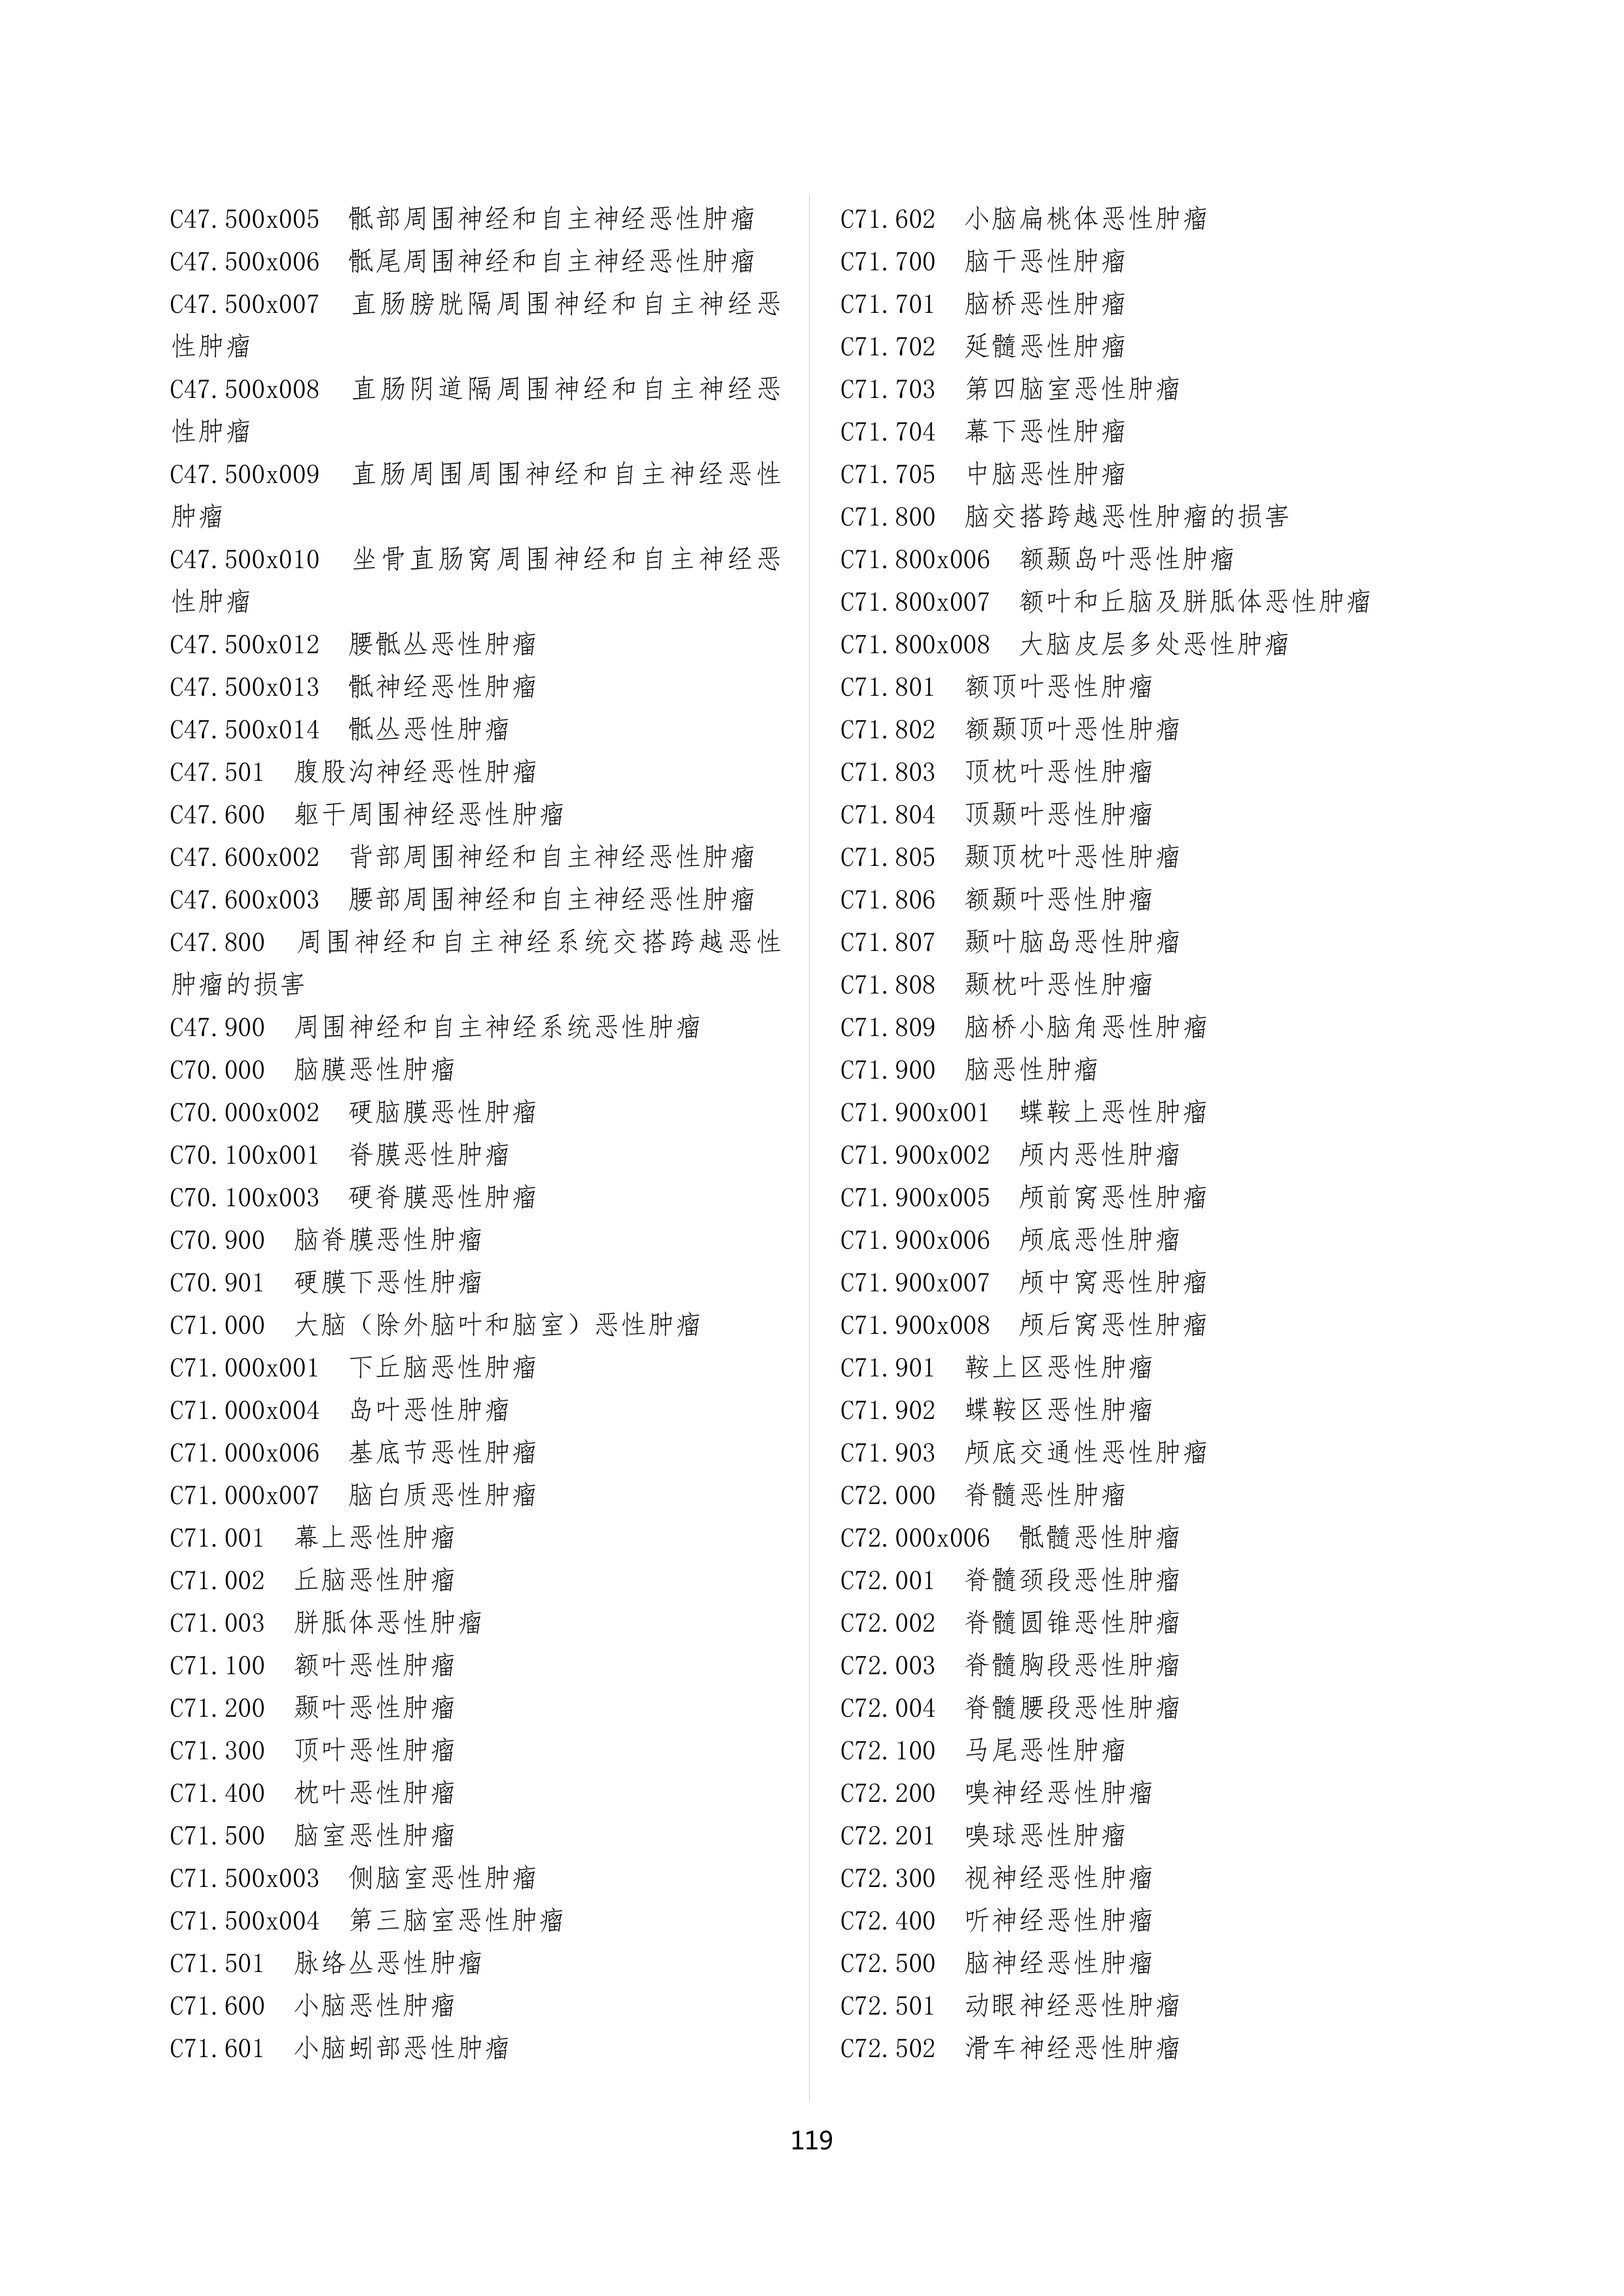 C47.500x005 骶部周围神经和自主神经恶性肿瘤
C47.500x006 骶尾周围神经和自主神经恶性肿瘤
C47.500x007 直肠膀胱隔周围神经和自主神经恶
性肿瘤
C47.500x008 直肠阴道隔周围神经和自主神经恶
性肿瘤
C47.500x009 直肠周围周围神经和自主神经恶性
肿瘤
C47.500x010 坐骨直肠窝周围神经和自主神经恶
性肿瘤
C47.500x012 腰骶丛恶性肿瘤
C47.500x013 骶神经恶性肿瘤
C47.500x014 骶丛恶性肿瘤
C47.501 腹股沟神经恶性肿瘤
C47.600 躯干周围神经恶性肿瘤
C47.600x002 背部周围神经和自主神经恶性肿瘤
C47.600x003 腰部周围神经和自主神经恶性肿瘤
C47.800 周围神经和自主神经系统交搭跨越恶性
肿瘤的损害
C47.900 周围神经和自主神经系统恶性肿瘤
C70.000 脑膜恶性肿瘤
C70.000x002 硬脑膜恶性肿瘤
C70.100x001 脊膜恶性肿瘤
C70.100x003 硬脊膜恶性肿瘤
C70.900 脑脊膜恶性肿瘤
C70.901 硬膜下恶性肿瘤
C71.000 大脑（除外脑叶和脑室）恶性肿瘤
C71.000x001 下丘脑恶性肿瘤
C71.000x004 岛叶恶性肿瘤
C71.000x006 基底节恶性肿瘤
C71.000x007 脑白质恶性肿瘤
C71.001 幕上恶性肿瘤
C71.002 丘脑恶性肿瘤
C71.003 胼胝体恶性肿瘤
C71.100 额叶恶性肿瘤
C71.200 颞叶恶性肿瘤
C71.300 顶叶恶性肿瘤
C71.400 枕叶恶性肿瘤
C71.500 脑室恶性肿瘤
C71.500x003 侧脑室恶性肿瘤
C71.500x004 第三脑室恶性肿瘤
C71.501 脉络丛恶性肿瘤
C71.600 小脑恶性肿瘤
C71.601 小脑蚓部恶性肿瘤
C71.602 小脑扁桃体恶性肿瘤
C71.700 脑干恶性肿瘤
C71.701 脑桥恶性肿瘤
C71.702 延髓恶性肿瘤
C71.703 第四脑室恶性肿瘤
C71.704 幕下恶性肿瘤
C71.705 中脑恶性肿瘤
C71.800 脑交搭跨越恶性肿瘤的损害
C71.800x006 额颞岛叶恶性肿瘤
C71.800x007 额叶和丘脑及胼胝体恶性肿瘤
C71.800x008 大脑皮层多处恶性肿瘤
C71.801 额顶叶恶性肿瘤
C71.802 额颞顶叶恶性肿瘤
C71.803 顶枕叶恶性肿瘤
C71.804 顶颞叶恶性肿瘤
C71.805 颞顶枕叶恶性肿瘤
C71.806 额颞叶恶性肿瘤
C71.807 颞叶脑岛恶性肿瘤
C71.808 颞枕叶恶性肿瘤
C71.809 脑桥小脑角恶性肿瘤
C71.900 脑恶性肿瘤
C71.900x001 蝶鞍上恶性肿瘤
C71.900x002 颅内恶性肿瘤
C71.900x005 颅前窝恶性肿瘤
C71.900x006 颅底恶性肿瘤
C71.900x007 颅中窝恶性肿瘤
C71.900x008 颅后窝恶性肿瘤
C71.901 鞍上区恶性肿瘤
C71.902 蝶鞍区恶性肿瘤
C71.903 颅底交通性恶性肿瘤
C72.000 脊髓恶性肿瘤
C72.000x006 骶髓恶性肿瘤
C72.001 脊髓颈段恶性肿瘤
C72.002 脊髓圆锥恶性肿瘤
C72.003 脊髓胸段恶性肿瘤
C72.004 脊髓腰段恶性肿瘤
C72.100 马尾恶性肿瘤
C72.200 嗅神经恶性肿瘤
C72.201 嗅球恶性肿瘤
C72.300 视神经恶性肿瘤
C72.400 听神经恶性肿瘤
C72.500 脑神经恶性肿瘤
C72.501 动眼神经恶性肿瘤
C72.502 滑车神经恶性肿瘤
119